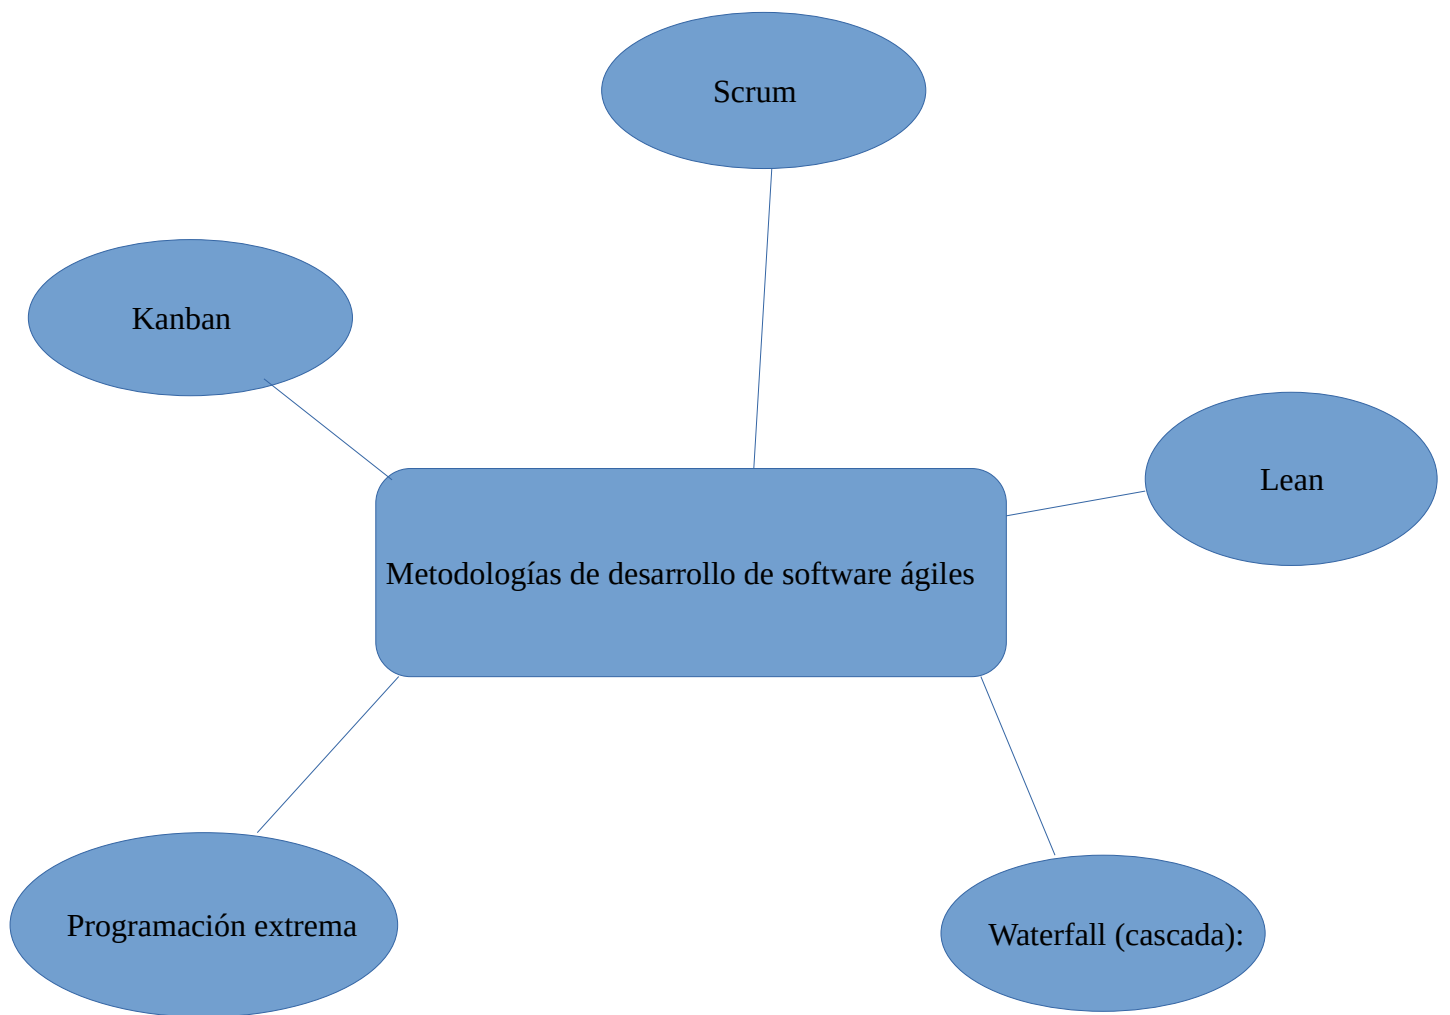 Scrum
Kanban
Lean
Metodologías de desarrollo de software ágiles
Programación extrema
Waterfall (cascada):